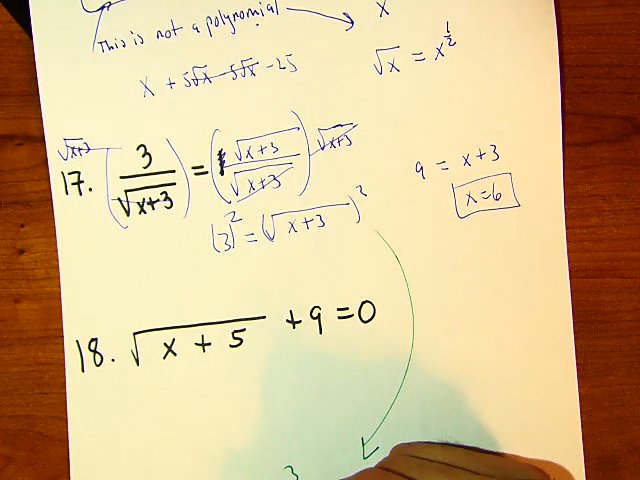 This is not a polynomial
x
x + 5√x - 5√x - 25
√x = x^1/2
17. √x+3 (3/√x+3) = (√x+3/√x+3) √x+3
9 = x+3
x=6
(3)^2 = (√x+3)^2
18. √x + 5 + 9 = 0
3